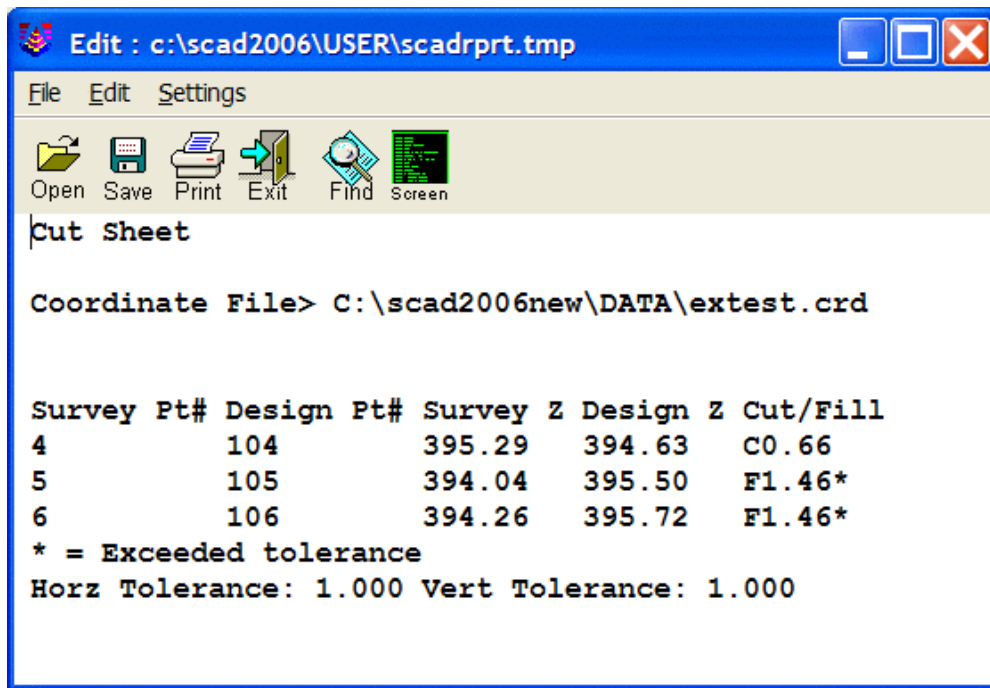 Edit : c:\scad2006\USER\scadrprt.tmp
File Edit Settings
Open Save Print Exit Find Screen
Cut Sheet
Coordinate File> C:\scad2006new\DATA\extest.crd
Survey Pt# Design Pt# Survey Z Design Z Cut/Fill
4 104 395.29 394.63 C0.66
5 105 394.04 395.50 F1.46*
6 106 394.26 395.72 F1.46*
* = Exceeded tolerance
Horz Tolerance: 1.000 Vert Tolerance: 1.000